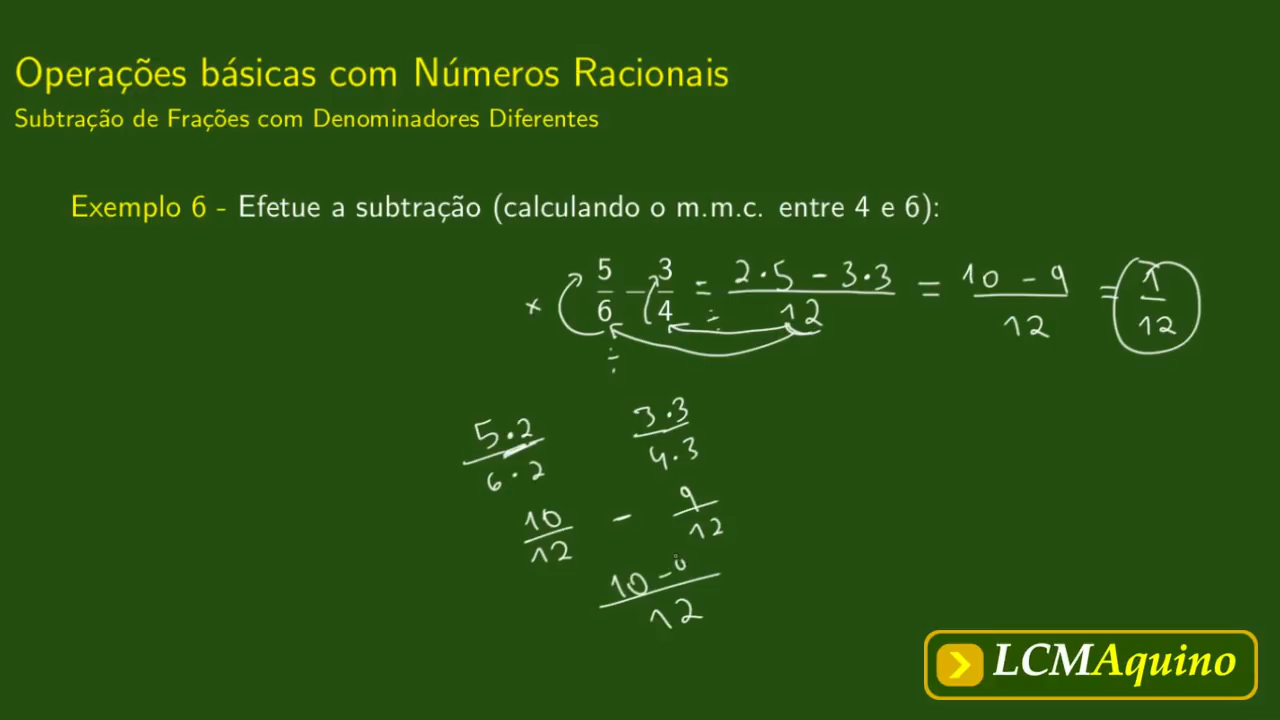 Operações básicas com Números Racionais
Subtração de Frações com Denominadores Diferentes
Exemplo 6 - Efetue a subtração (calculando o m.m.c. entre 4 e 6):
× 5/6 - 3/4 = 2·5 - 3·3/12 = 10 - 9/12 = 1/12
÷ ÷
5·2/6·2 3·3/4·3
10/12 - 9/12
10 - /12
LCMAquino